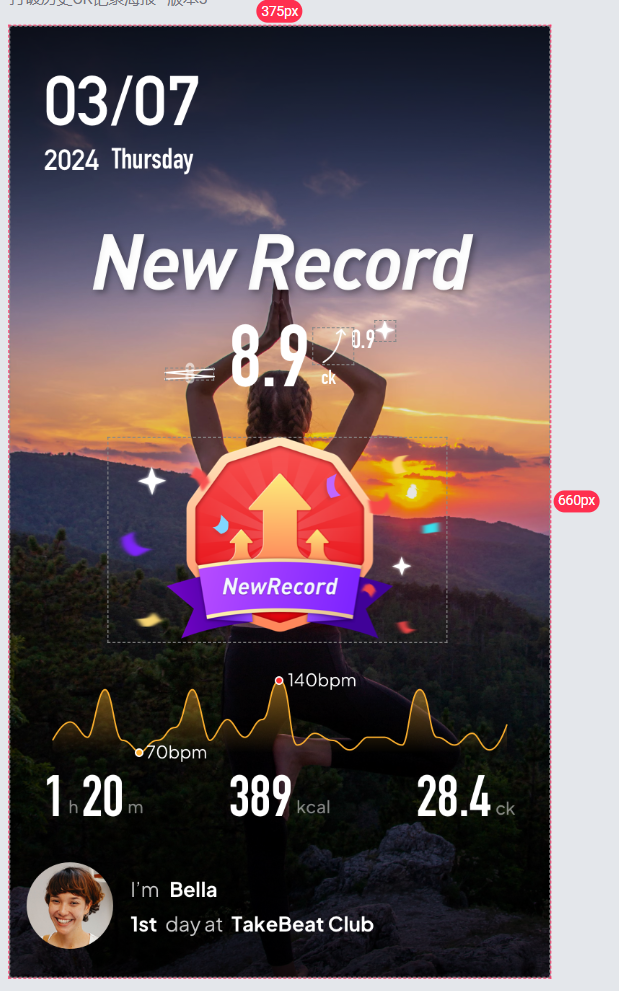 375px
03/07
2024 Thursday
New Record
8 8.9 0.9
ck
660px
NewRecord
140bpm
70bpm
1 h 20 m 389 kcal 28.4 ck
I'm Bella
1st day at TakeBeat Club